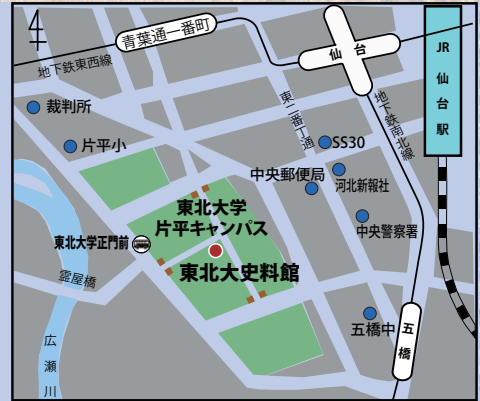 青葉通一番町
仙台
JR仙台駅
地下鉄東西線
裁判所
東二番丁通
地下鉄南北線
片平小
SS30
中央郵便局
河北新報社
東北大学
片平キャンパス
中央警察署
東北大学正門前
東北大史料館
霊屋橋
五橋中
五橋
広瀬川